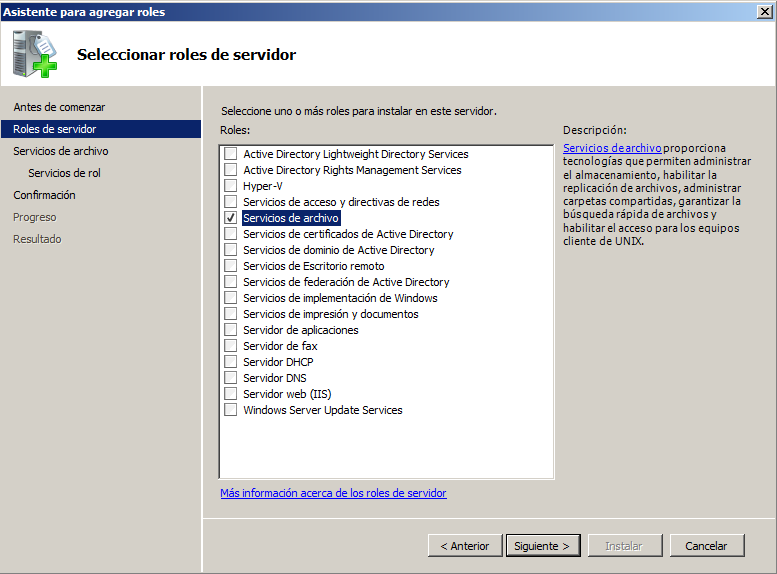 Asistente para agregar roles
Seleccionar roles de servidor
Antes de comenzar
Roles de servidor
Servicios de archivo
Servicios de rol
Confirmación
Progreso
Resultado
Seleccione uno o más roles para instalar en este servidor.
Roles:
Active Directory Lightweight Directory Services
Active Directory Rights Management Services
Hyper-V
Servicios de acceso y directivas de redes
Servicios de archivo
Servicios de certificados de Active Directory
Servicios de dominio de Active Directory
Servicios de Escritorio remoto
Servicios de federación de Active Directory
Servicios de implementación de Windows
Servicios de impresión y documentos
Servidor de aplicaciones
Servidor de fax
Servidor DHCP
Servidor DNS
Servidor web (IIS)
Windows Server Update Services
Más información acerca de los roles de servidor
Descripción:
Servicios de archivo proporciona
tecnologías que permiten administrar
el almacenamiento, habilitar la
replicación de archivos, administrar
carpetas compartidas, garantizar la
búsqueda rápida de archivos y
habilitar el acceso para los equipos
cliente de UNIX.
< Anterior
Siguiente >
Instalar
Cancelar